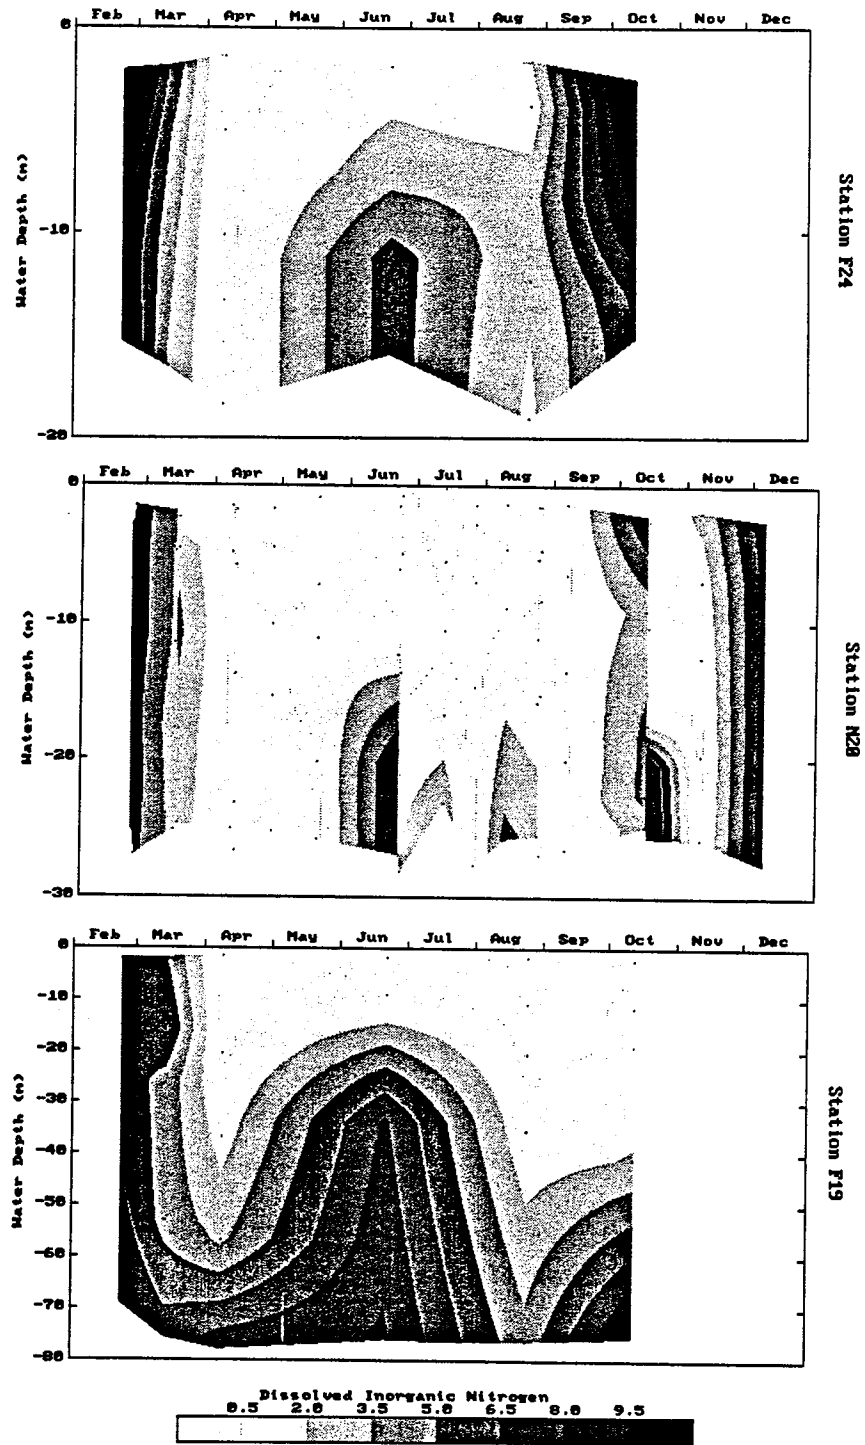 Feb Mar Apr May Jun Jul Aug Sep Oct Nov Dec
0
-10
-20
Water Depth (m)
Station F24
Feb Mar Apr May Jun Jul Aug Sep Oct Nov Dec
0
-10
-20
-30
Water Depth (m)
Station N20
Feb Mar Apr May Jun Jul Aug Sep Oct Nov Dec
0
-10
-20
-30
-40
-50
-60
-70
-80
Water Depth (m)
Station F19
Dissolved Inorganic Nitrogen
0.5 2.0 3.5 5.0 6.5 8.0 9.5